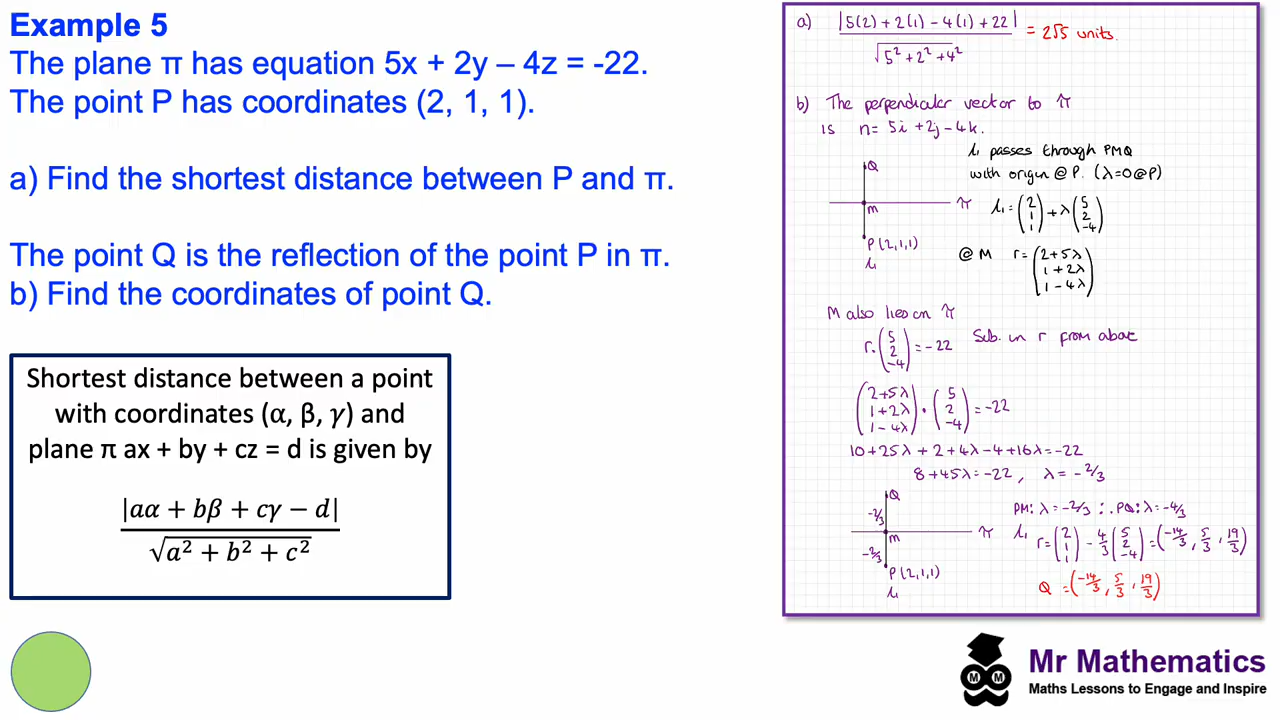 Example 5
The plane π has equation 5x + 2y – 4z = -22.
The point P has coordinates (2, 1, 1).
a) Find the shortest distance between P and π.
The point Q is the reflection of the point P in π.
b) Find the coordinates of point Q.
Shortest distance between a point
with coordinates (α, β, γ) and
plane π ax + by + cz = d is given by
|aα + bβ + cγ − d|
√a² + b² + c²
a) |5(2) + 2(1) − 4(1) + 22| = 2√5 units.
√5² + 2² + 4²
b) The perpendicular vector to π
is n = 5i + 2j − 4k.
l₁ passes through PMQ
with origin @ P. (λ=0 @ P)
Q
M π
P(2,1,1)
l₁
l₁ = (2 1 1) + λ(5 2 -4)
@ M r = (2+5λ 1+2λ 1−4λ)
M also lies on π
r.(5 2 -4) = -22 Sub. in r from above
(2+5λ 1+2λ 1−4λ) . (5 2 -4) = -22
10 + 25λ + 2 + 4λ − 4 + 16λ = -22
8 + 45λ = -22, λ = -2/3
Q
-2/3
M π
-2/3
P(2,1,1)
l₁
PM: λ = -2/3 ∴ PQ: λ = -4/3
l₁ r = (2 1 1) − 4/3 (5 2 -4) = (-14/3, 5/3, 19/3)
Q = (-14/3, 5/3, 19/3)
M M
Mr Mathematics
Maths Lessons to Engage and Inspire